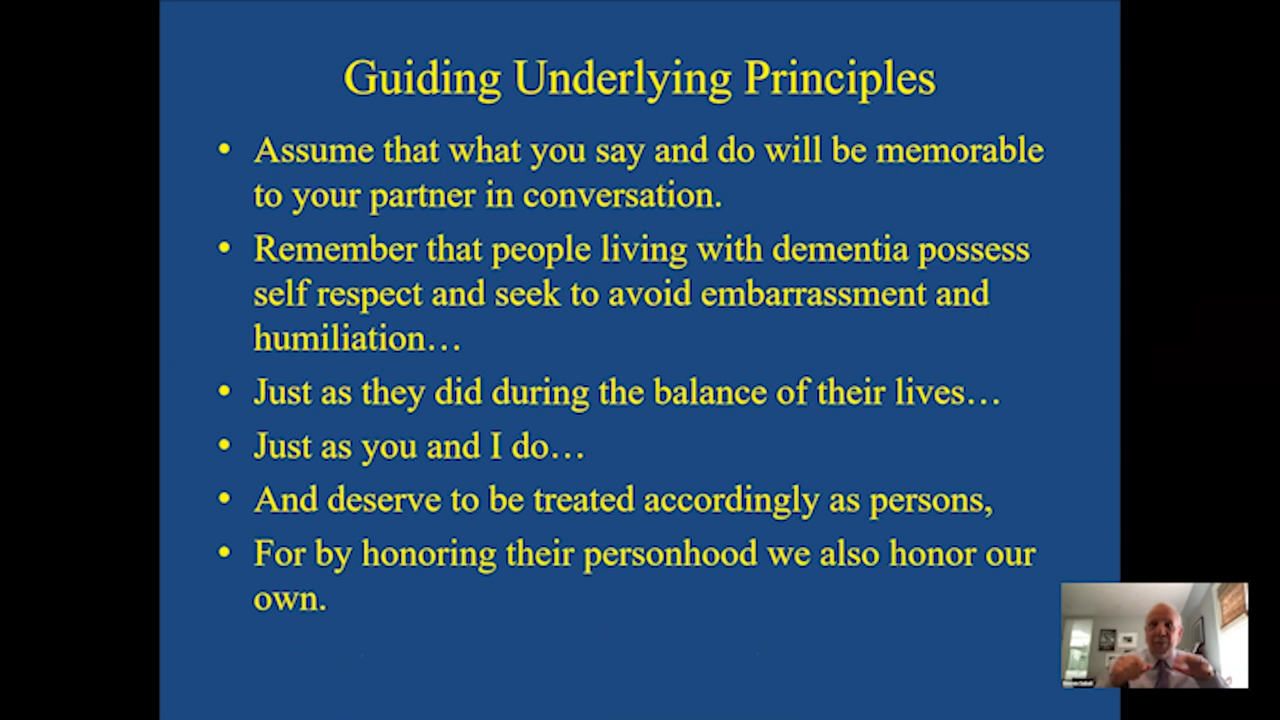 Guiding Underlying Principles
• Assume that what you say and do will be memorable
to your partner in conversation.
• Remember that people living with dementia possess
self respect and seek to avoid embarrassment and
humiliation…
• Just as they did during the balance of their lives…
• Just as you and I do…
• And deserve to be treated accordingly as persons,
• For by honoring their personhood we also honor our
own.